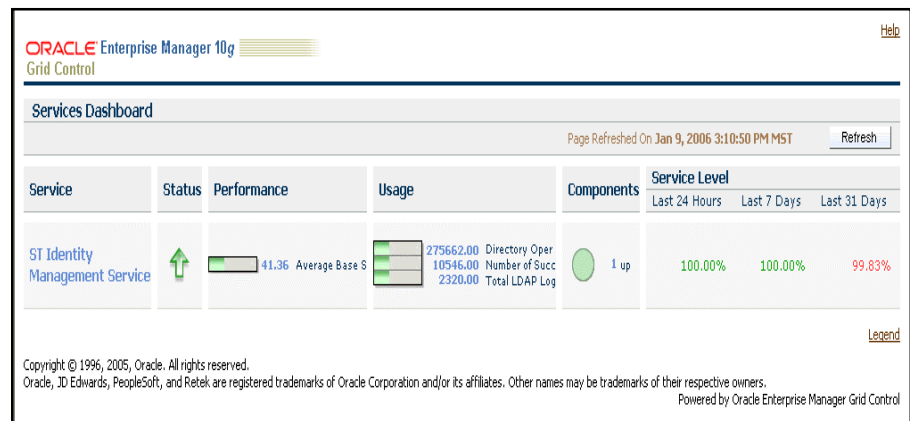 Help
ORACLE Enterprise Manager 10g
Grid Control
Services Dashboard
Page Refreshed On Jan 9, 2006 3:10:50 PM MST Refresh
Service Status Performance Usage Components Service Level
Last 24 Hours Last 7 Days Last 31 Days
ST Identity Management Service 41.36 Average Base S
275662.00 Directory Oper
10546.00 Number of Succ
2320.00 Total LDAP Log
1 up 100.00% 100.00% 99.83%
Legend
Copyright © 1996, 2005, Oracle. All rights reserved.
Oracle, JD Edwards, PeopleSoft, and Retek are registered trademarks of Oracle Corporation and/or its affiliates. Other names may be trademarks of their respective owners.
Powered by Oracle Enterprise Manager Grid Control